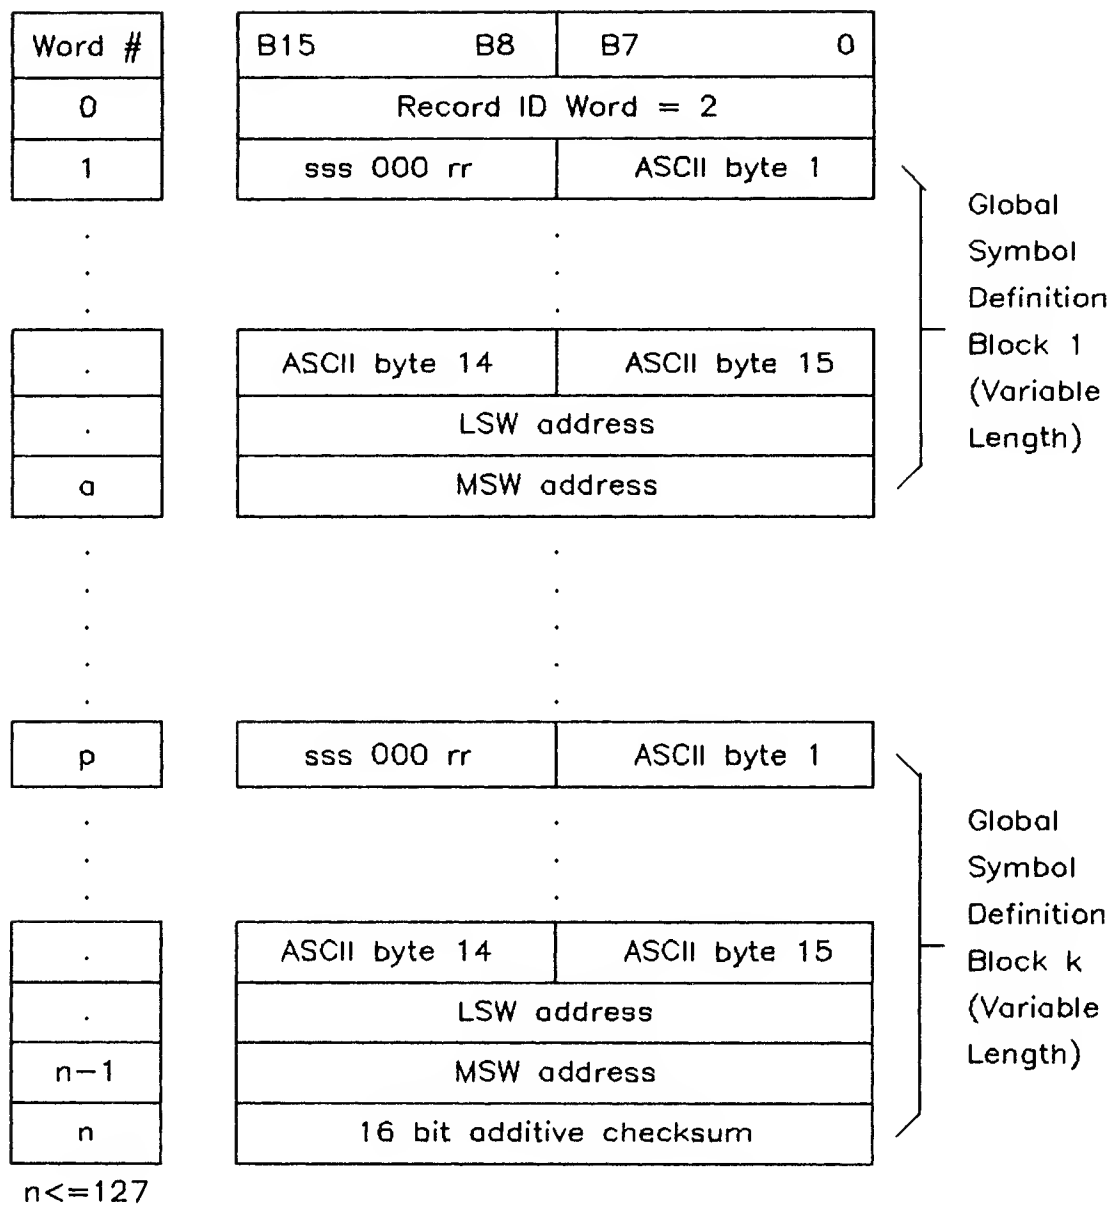 Word # B15 B8 B7 0
0 Record ID Word = 2
1 sss 000 rr ASCII byte 1
Global
Symbol
Definition
Block 1
(Variable
Length)
. ASCII byte 14 ASCII byte 15
. LSW address
a MSW address
p sss 000 rr ASCII byte 1
Global
Symbol
Definition
Block k
(Variable
Length)
. ASCII byte 14 ASCII byte 15
. LSW address
n-1 MSW address
n 16 bit additive checksum
n<=127